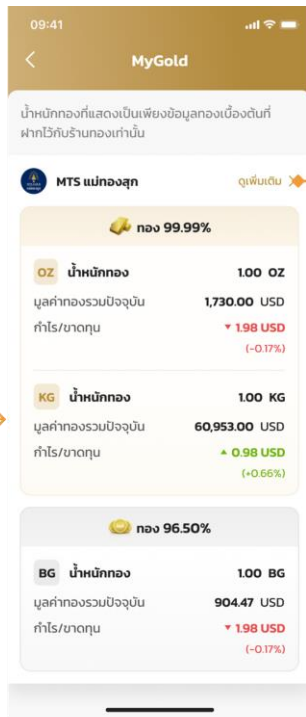 09:41
MyGold
น้ำหนักทองที่แสดงเป็นเพียงข้อมูลทองเบื้องต้นที่
ฝากไว้กับร้านทองเท่านั้น
MTS แม่ทองสุก ดูเพิ่มเติม
ทอง 99.99%
OZ น้ำหนักทอง 1.00 OZ
มูลค่าทองรวมปัจจุบัน 1,730.00 USD
กำไร/ขาดทุน ▼ 1.98 USD
(-0.17%)
KG น้ำหนักทอง 1.00 KG
มูลค่าทองรวมปัจจุบัน 60,953.00 USD
กำไร/ขาดทุน ▲ 0.98 USD
(+0.66%)
ทอง 96.50%
BG น้ำหนักทอง 1.00 BG
มูลค่าทองรวมปัจจุบัน 904.47 USD
กำไร/ขาดทุน ▼ 1.98 USD
(-0.17%)